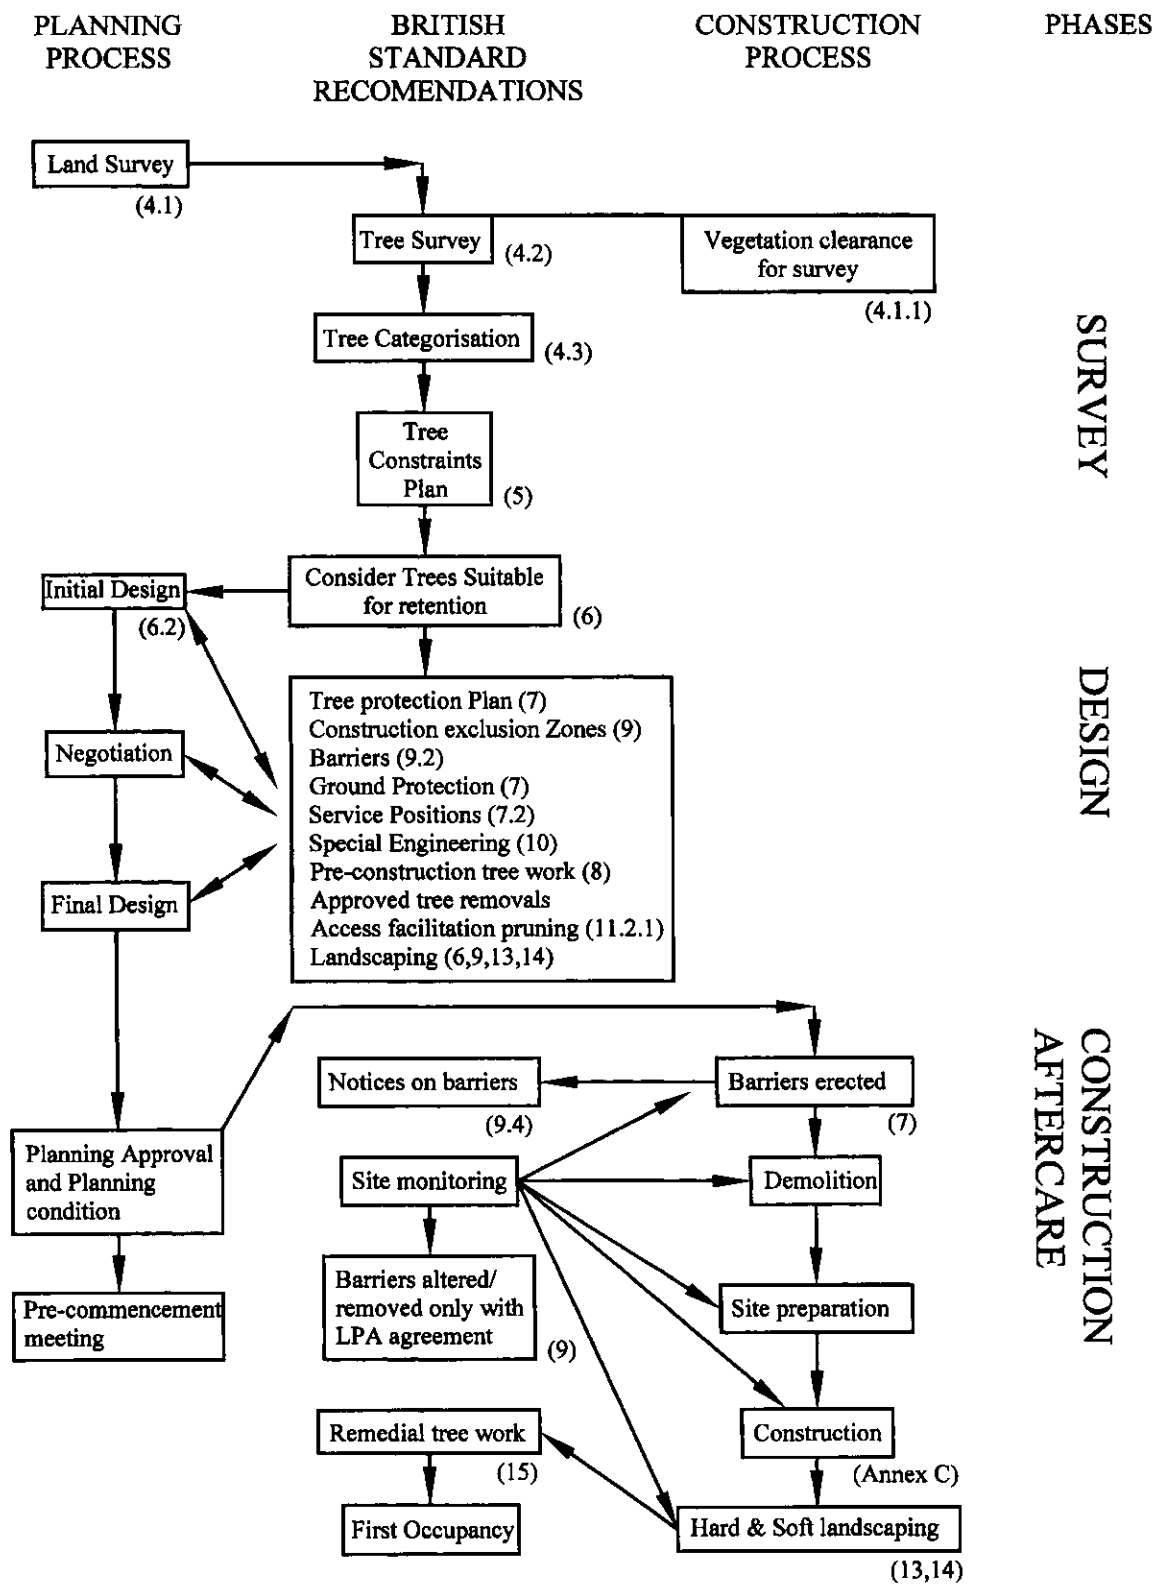 PLANNING
PROCESS
BRITISH
STANDARD
RECOMENDATIONS
CONSTRUCTION
PROCESS
PHASES
Land Survey
(4.1)
Tree Survey
(4.2)
Vegetation clearance
for survey
(4.1.1)
Tree Categorisation
(4.3)
Tree
Constraints
Plan
(5)
SURVEY
Consider Trees Suitable
for retention
(6)
Initial Design
(6.2)
Negotiation
Final Design
Tree protection Plan (7)
Construction exclusion Zones (9)
Barriers (9.2)
Ground Protection (7)
Service Positions (7.2)
Special Engineering (10)
Pre-construction tree work (8)
Approved tree removals
Access facilitation pruning (11.2.1)
Landscaping (6,9,13,14)
DESIGN
Planning Approval
and Planning
condition
Pre-commencement
meeting
Notices on barriers
(9.4)
Barriers erected
(7)
Site monitoring
Demolition
Barriers altered/
removed only with
LPA agreement
(9)
Site preparation
Remedial tree work
(15)
Construction
(Annex C)
First Occupancy
Hard & Soft landscaping
(13,14)
CONSTRUCTION
AFTERCARE